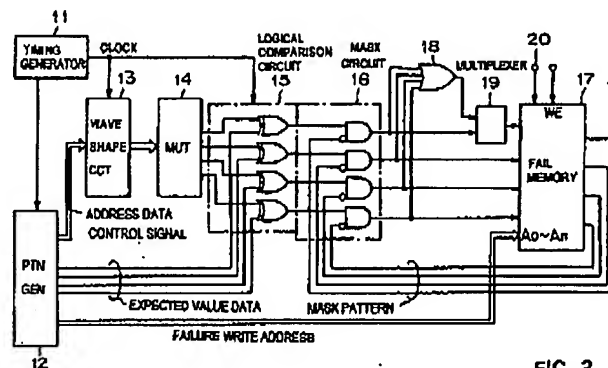 11
TIMING
GENERATOR
CLOCK
13
WAVE
SHAPE
CCT
14
MUT
LOGICAL
COMPARISON
CIRCUIT
15
MASK
CIRCUIT
16
18
MULTIPLEXER
19
20
17
WE
FAIL
MEMORY
A0~An
ADDRESS DATA
CONTROL SIGNAL
PTN
GEN
12
EXPECTED VALUE DATA
MASK PATTERN
FAILURE WRITE ADDRESS